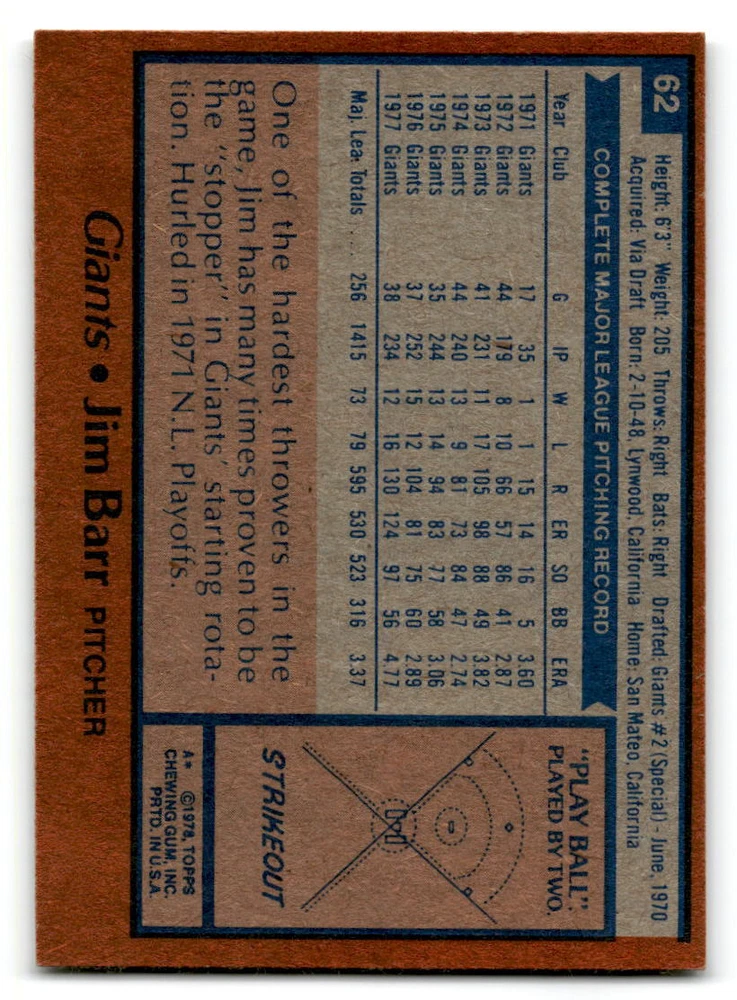 62
Height: 6'3" Weight: 205 Throws: Right Bats: Right Drafted: Giants #2 (Special) - June, 1970
Acquired: Via Draft Born: 2-10-48, Lynwood, California Home: San Mateo, California
COMPLETE MAJOR LEAGUE PITCHING RECORD
Year Club G IP W L R ER SO BB ERA
1971 Giants 17 35 1 1 15 14 16 5 3.60
1972 Giants 44 179 8 10 66 57 86 41 2.87
1973 Giants 41 231 11 17 105 98 88 49 3.82
1974 Giants 44 240 13 9 81 73 84 47 2.74
1975 Giants 35 244 13 14 94 83 77 58 3.06
1976 Giants 37 252 15 12 104 81 75 60 2.89
1977 Giants 38 234 12 16 130 124 97 56 4.77
Maj. Lea. Totals .... 256 1415 73 79 595 530 523 316 3.37
One of the hardest throwers in the
game, Jim has many times proven to be
the "stopper" in Giants' starting rota-
tion. Hurled in 1971 N.L. Playoffs.
"PLAY BALL"
PLAYED BY TWO.
STRIKEOUT
A* ©1978, TOPPS
CHEWING GUM, INC.
PRTD. IN U.S.A.
Giants • Jim Barr PITCHER